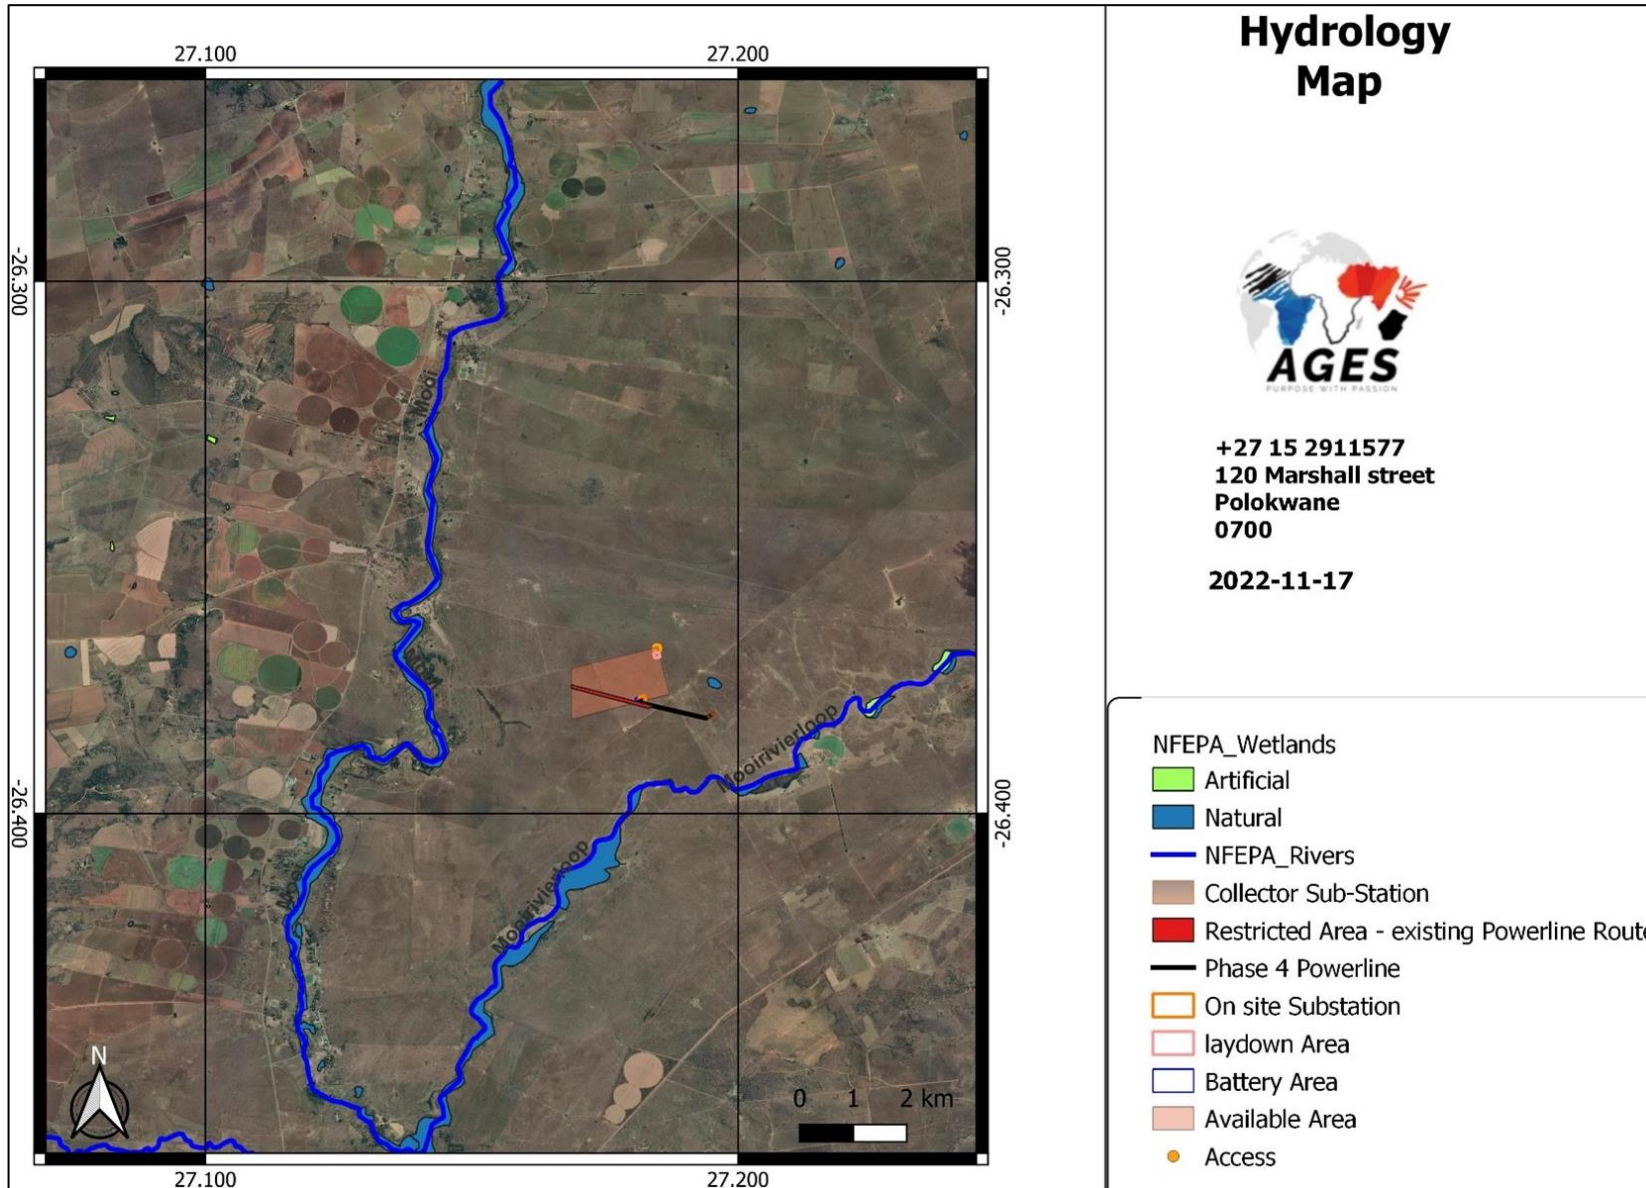 Hydrology
Map
27.100
27.200
-26.300
-26.300
-26.400
-26.400
27.100
27.200
Mooi
Mooirivierloop
Mooirivierloop
N
0 1 2 km
AGES
PURPOSE WITH PASSION
+27 15 2911577
120 Marshall street
Polokwane
0700
2022-11-17
NFEPA_Wetlands
Artificial
Natural
NFEPA_Rivers
Collector Sub-Station
Restricted Area - existing Powerline Route
Phase 4 Powerline
On site Substation
laydown Area
Battery Area
Available Area
Access